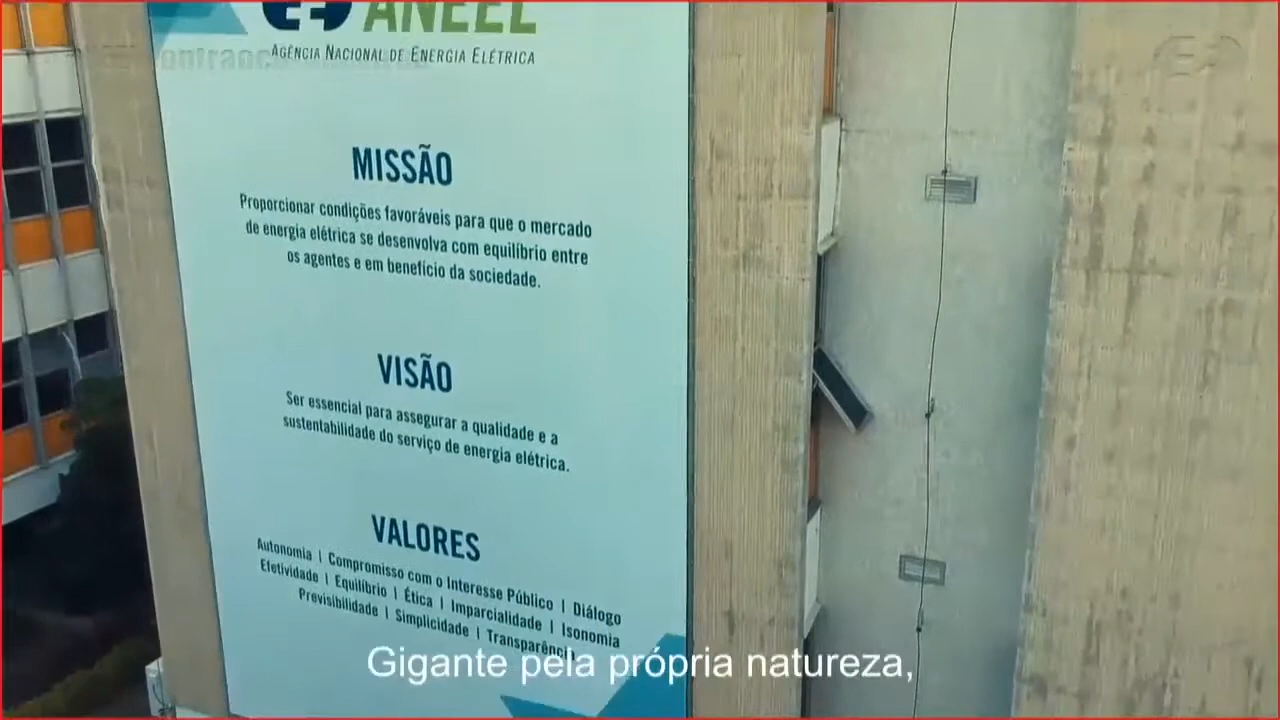 ANEEL
AGÊNCIA NACIONAL DE ENERGIA ELÉTRICA
MISSÃO
Proporcionar condições favoráveis para que o mercado
de energia elétrica se desenvolva com equilíbrio entre
os agentes e em benefício da sociedade.
VISÃO
Ser essencial para assegurar a qualidade e a
sustentabilidade do serviço de energia elétrica.
VALORES
Autonomia | Compromisso com o Interesse Público | Diálogo
Efetividade | Equilíbrio | Ética | Imparcialidade | Isonomia
Previsibilidade | Simplicidade | Transparência
Gigante pela própria natureza,